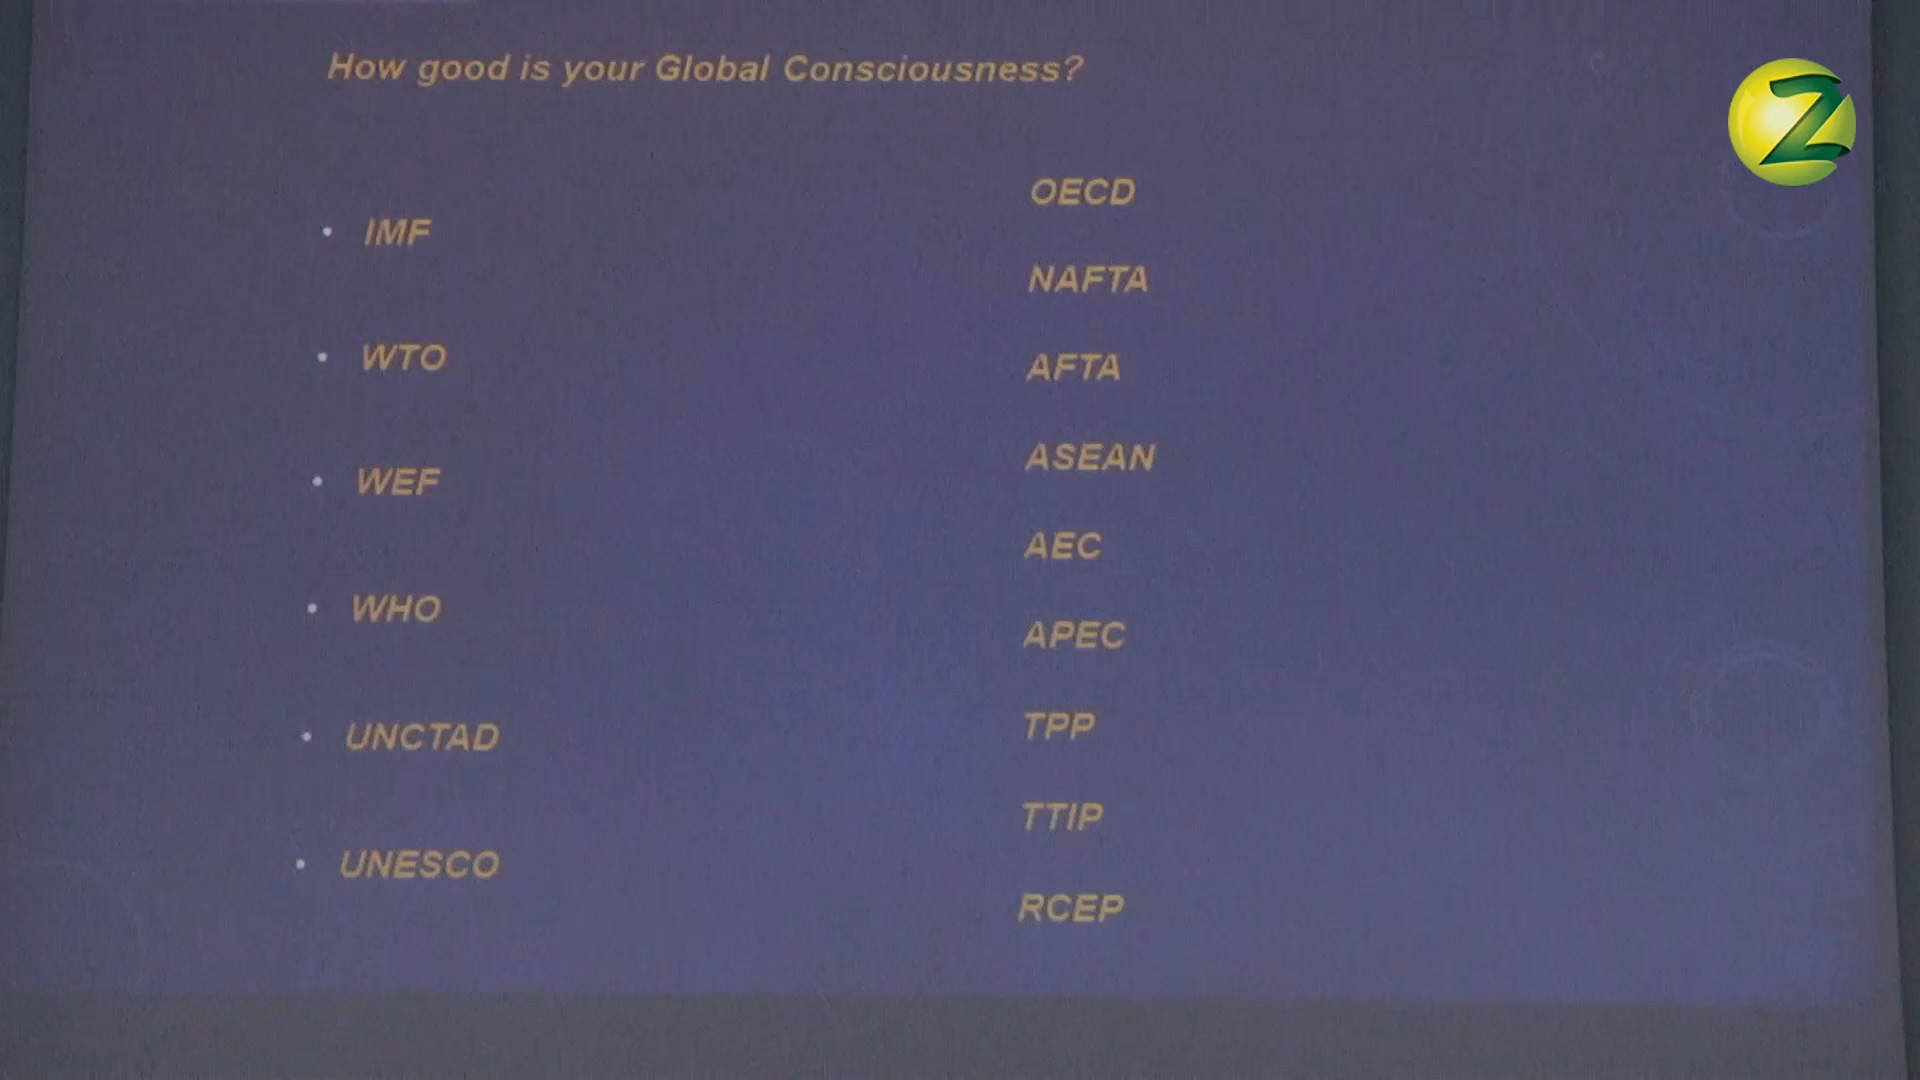 How good is your Global Consciousness?
• IMF
• WTO
• WEF
• WHO
• UNCTAD
• UNESCO
OECD
NAFTA
AFTA
ASEAN
AEC
APEC
TPP
TTIP
RCEP
Z